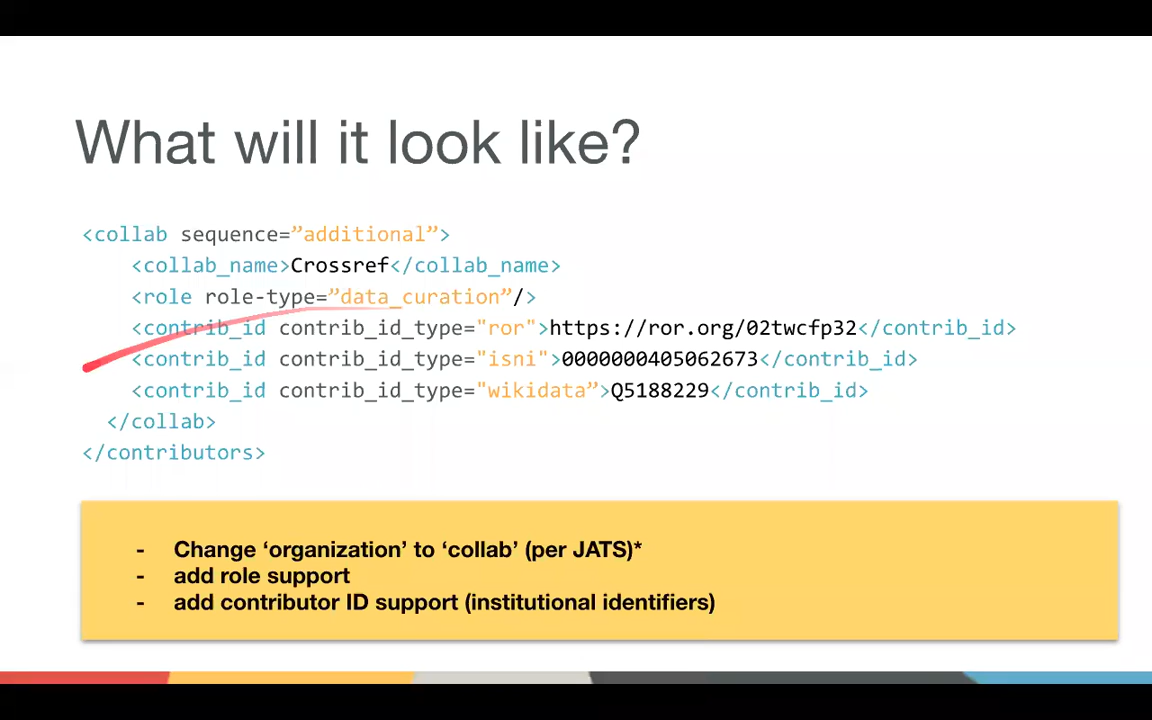 What will it look like?
<collab sequence=”additional”>
<collab_name>Crossref</collab_name>
<role role-type=”data_curation”/>
<contrib_id contrib_id_type="ror">https://ror.org/02twcfp32</contrib_id>
<contrib_id contrib_id_type="isni">0000000405062673</contrib_id>
<contrib_id contrib_id_type="wikidata”>Q5188229</contrib_id>
</collab>
</contributors>
- Change ‘organization’ to ‘collab’ (per JATS)*
- add role support
- add contributor ID support (institutional identifiers)